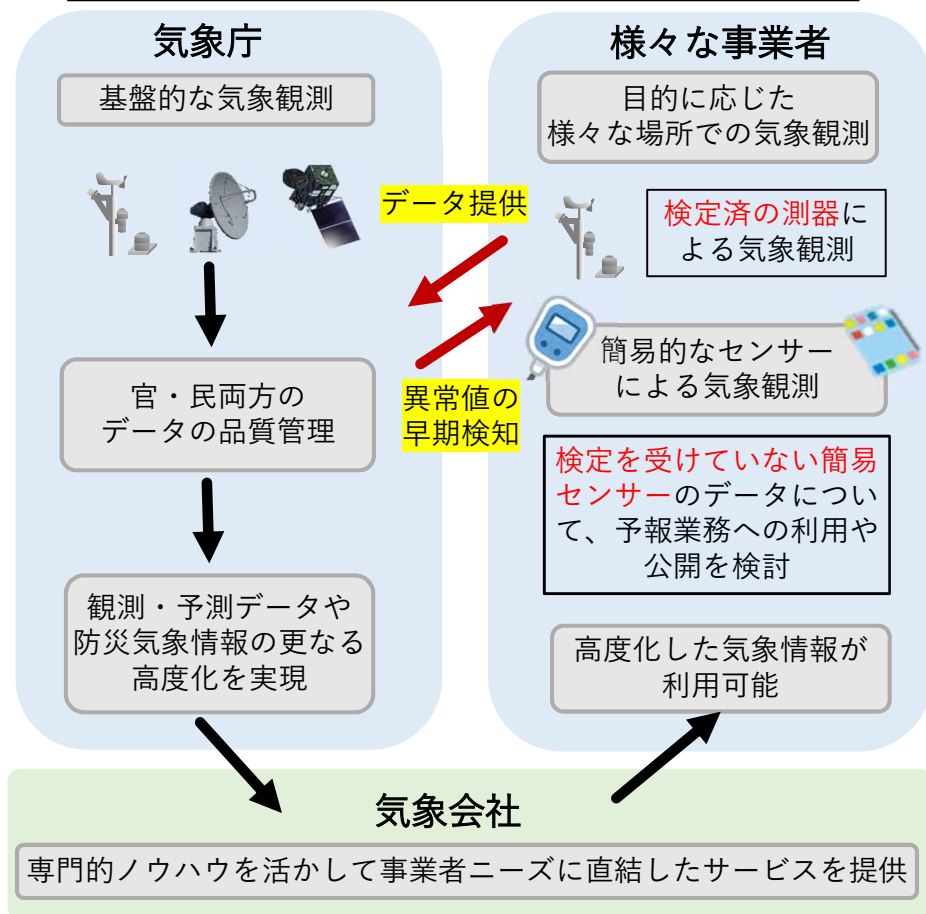 気象庁
基盤的な気象観測
官・民両方の
データの品質管理
観測・予測データや
防災気象情報の更なる
高度化を実現
データ提供
異常値の
早期検知
様々な事業者
目的に応じた
様々な場所での気象観測
検定済の測器に
よる気象観測
簡易的なセンサー
による気象観測
検定を受けていない簡易
センサーのデータについ
て、予報業務への利用や
公開を検討
高度化した気象情報が
利用可能
気象会社
専門的ノウハウを活かして事業者ニーズに直結したサービスを提供